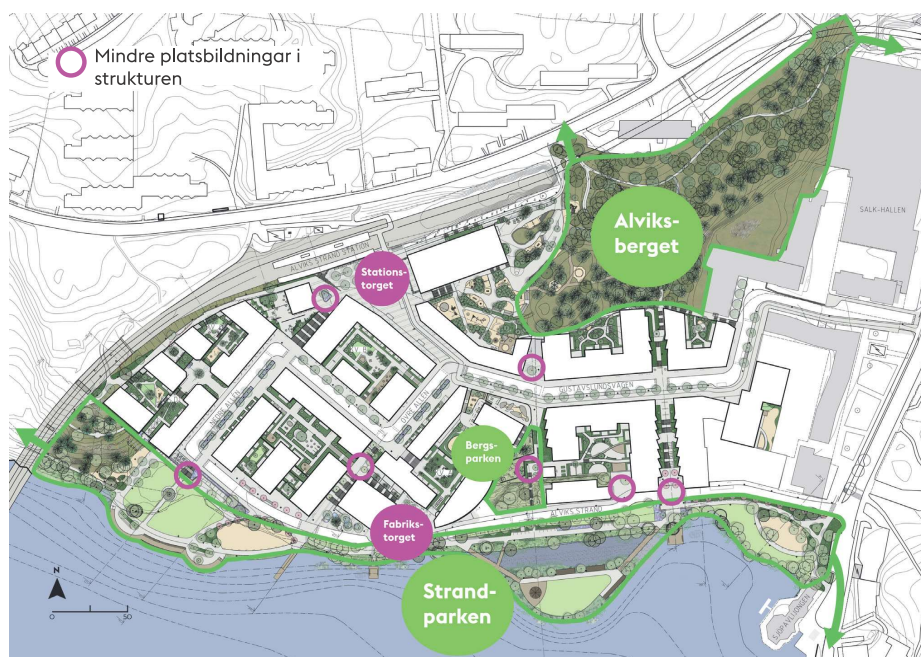 Mindre platsbildningar i
strukturen
Alviks-
berget
SALK-HALLEN
ALVIKS STRAND STATION
Stations-
torget
GUSTAVSLUNDSVÄGEN
Bergs-
parken
ALVIKS STRAND
Fabriks-
torget
Strand-
parken
SJÖPAVILJONGEN
N
0
50